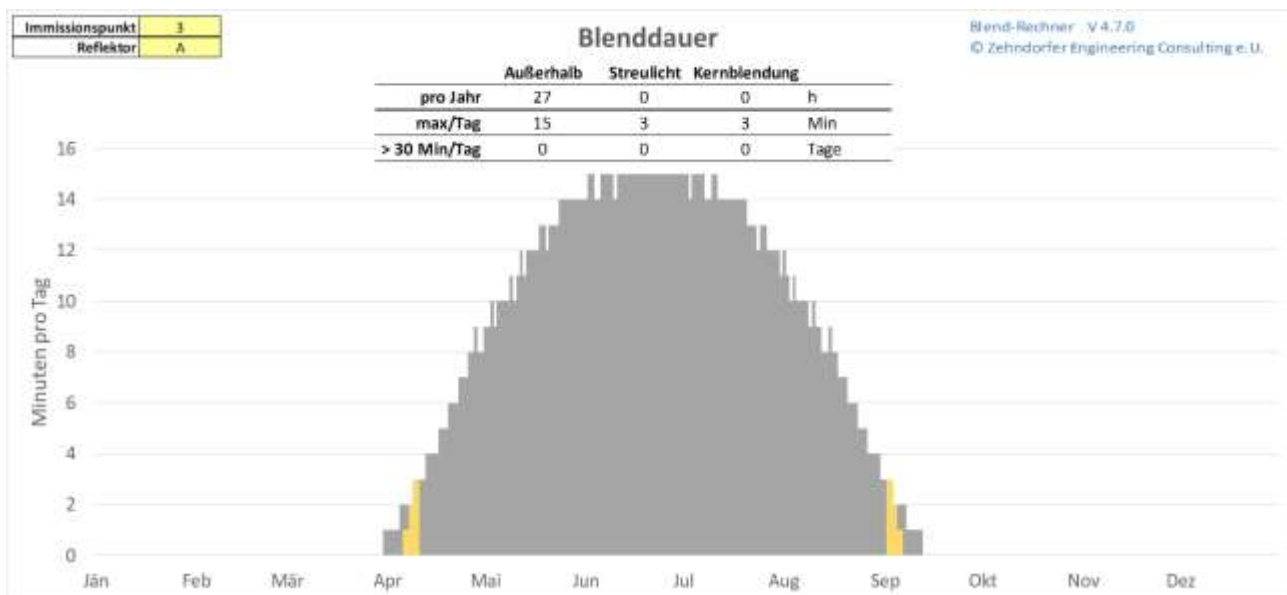 Immissionspunkt 3
Reflektor A
Blenddauer
Blend-Rechner V 4.7.0
© Zehndorfer Engineering Consulting e.U.
Außerhalb Streulicht Kernblendung
pro Jahr 27 0 0 h
max/Tag 15 3 3 Min
> 30 Min/Tag 0 0 0 Tage
Minuten pro Tag
16
14
12
10
8
6
4
2
0
Jän Feb Mär Apr Mai Jun Jul Aug Sep Okt Nov Dez